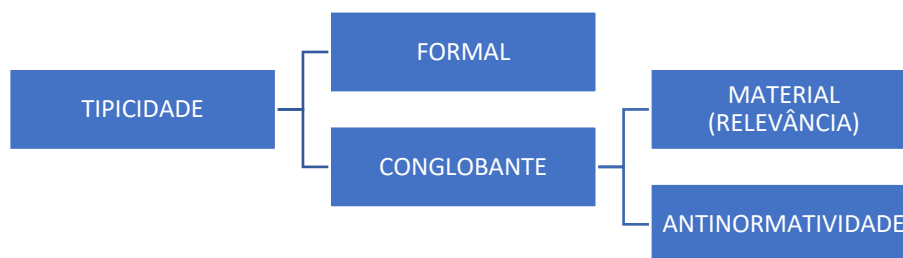 TIPICIDADE
FORMAL
CONGLOBANTE
MATERIAL
(RELEVÂNCIA)
ANTINORMATIVIDADE